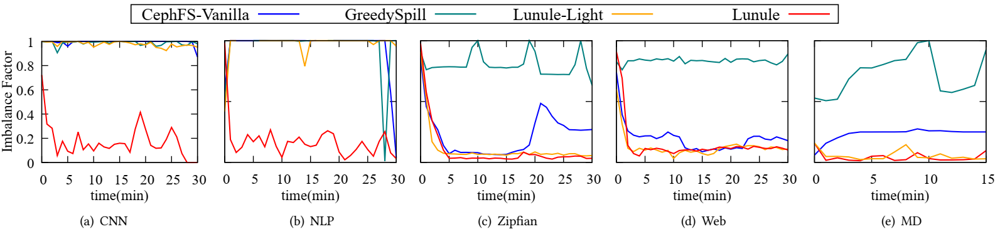 CephFS-Vanilla GreedySpill Lunule-Light Lunule
Imbalance Factor
1
0.8
0.6
0.4
0.2
0
0 5 10 15 20 25 30 0 5 10 15 20 25 30 0 5 10 15 20 25 30 0 5 10 15 20 25 30 0 5 10 15
time(min) time(min) time(min) time(min) time(min)
(a) CNN (b) NLP (c) Zipfian (d) Web (e) MD